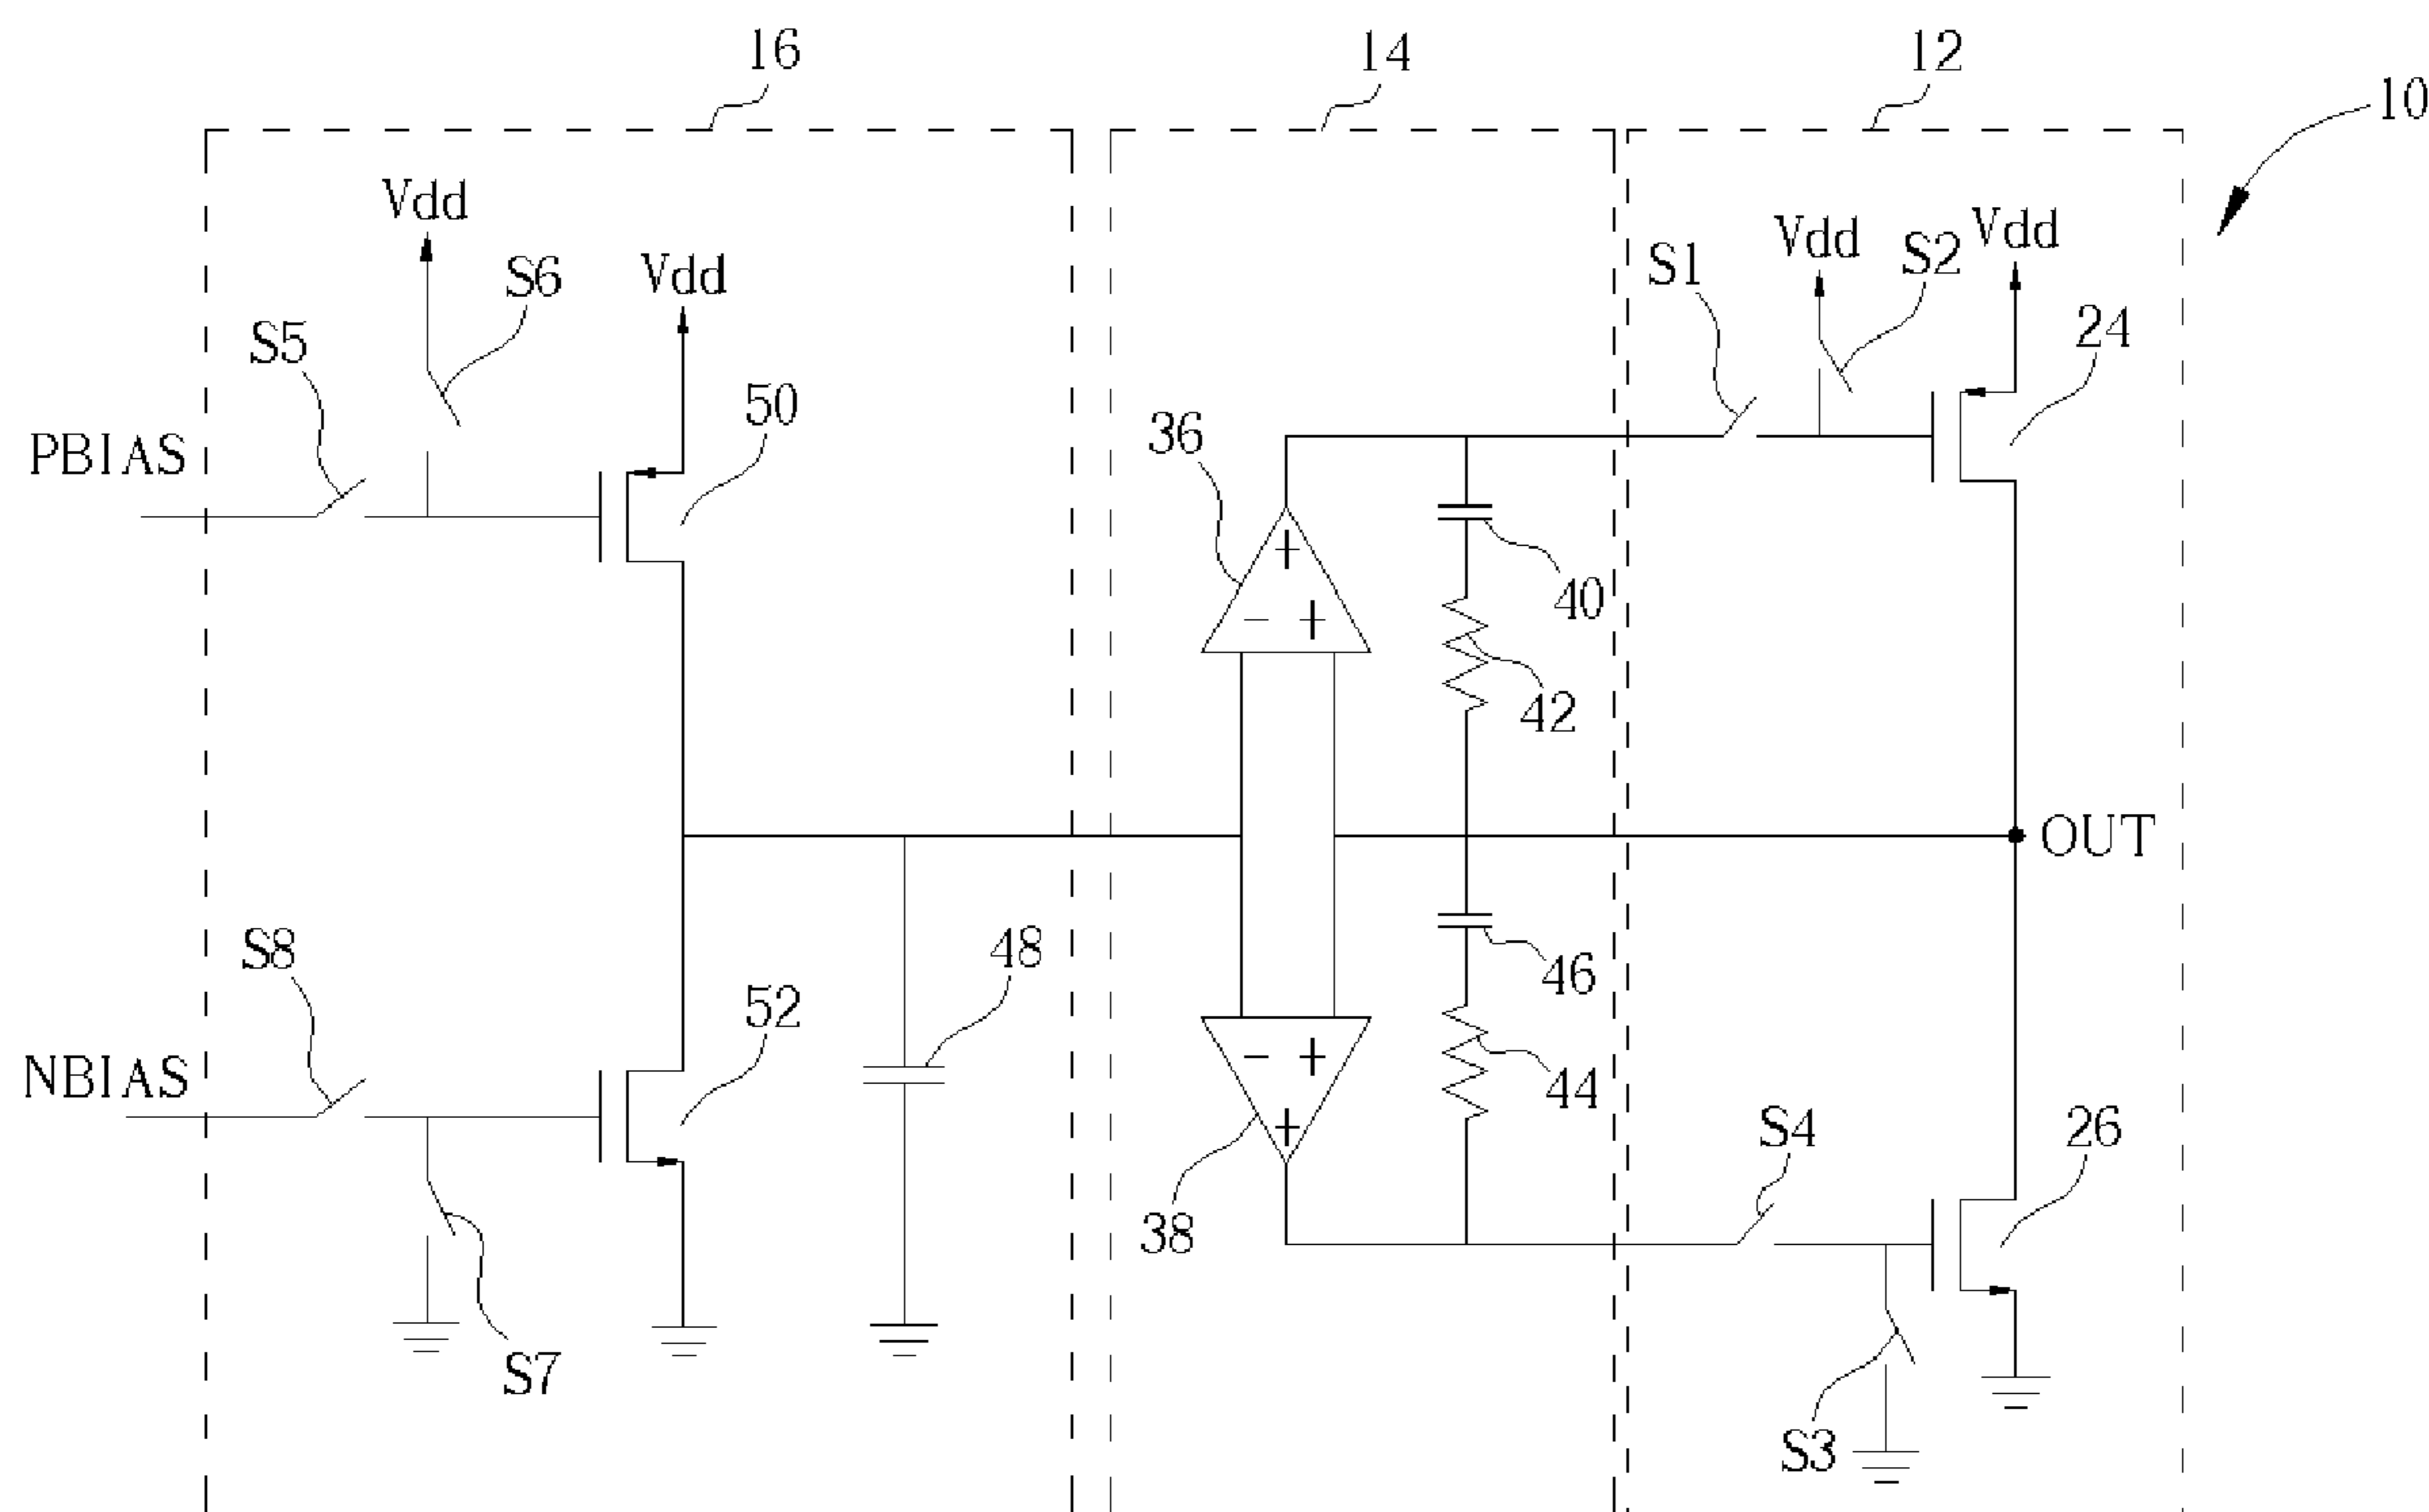 16
14
12
10
Vdd
Vdd
S6
S5
50
PBIAS
S1
Vdd
S2
Vdd
24
36
+
- +
40
42
OUT
S8
48
46
NBIAS
52
- +
+
44
S4
26
38
S7
S3